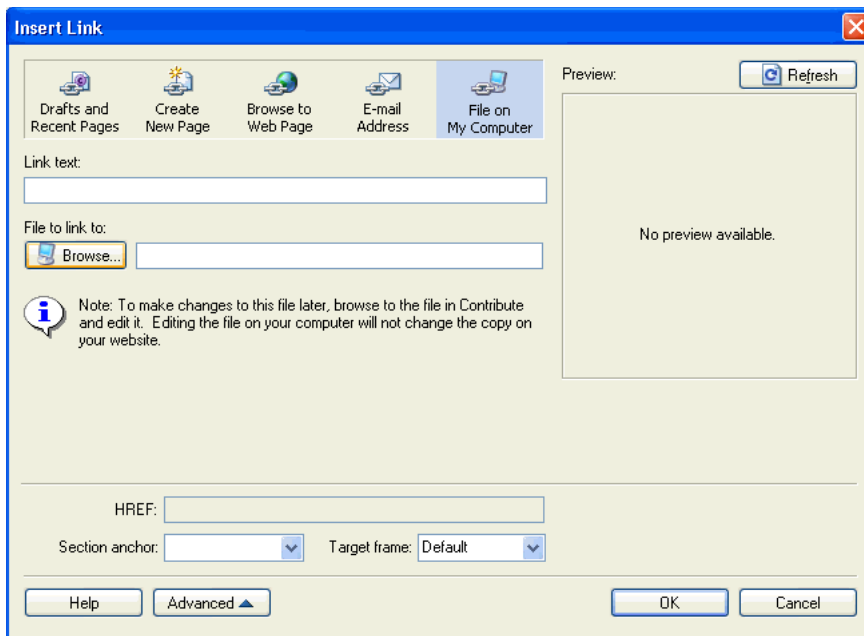 Insert Link
Drafts and
Recent Pages
Create
New Page
Browse to
Web Page
E-mail
Address
File on
My Computer
Preview:
Refresh
Link text:
File to link to:
Browse...
No preview available.
Note: To make changes to this file later, browse to the file in Contribute
and edit it. Editing the file on your computer will not change the copy on
your website.
HREF:
Section anchor:
Target frame: Default
Help
Advanced
OK
Cancel